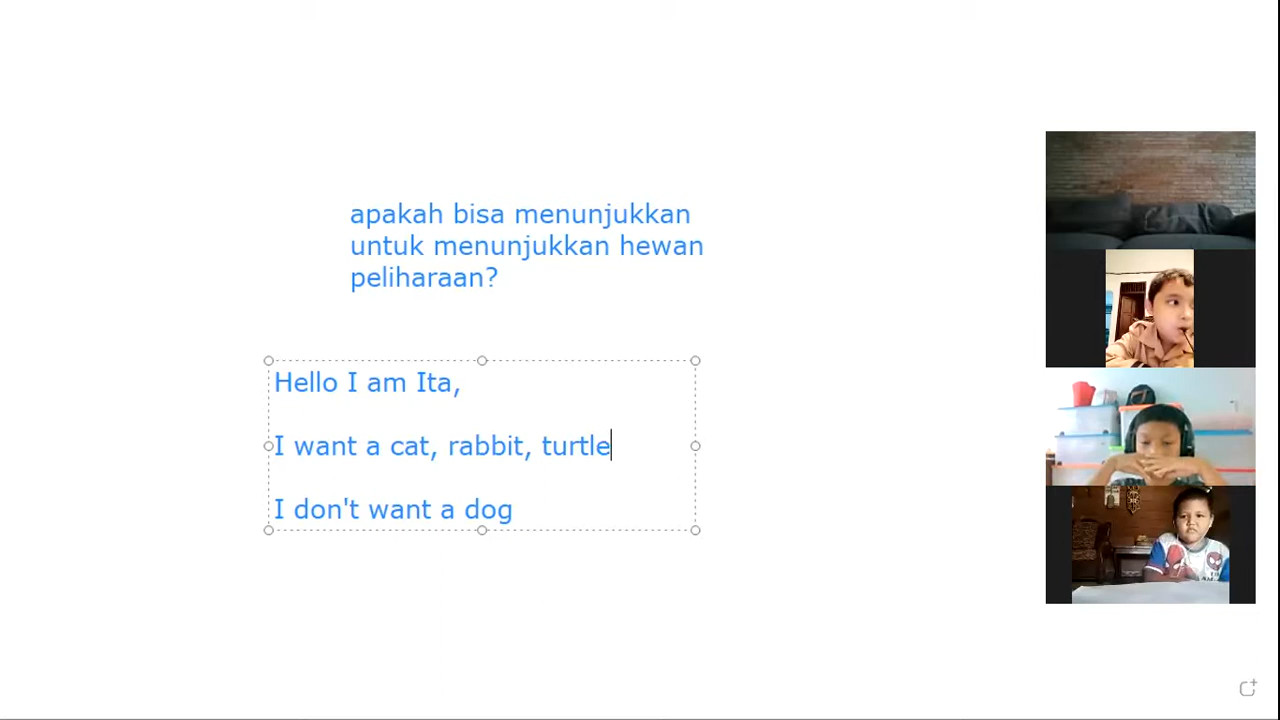 apakah bisa menunjukkan
untuk menunjukkan hewan
peliharaan?
Hello I am Ita,
I want a cat, rabbit, turtle
I don't want a dog